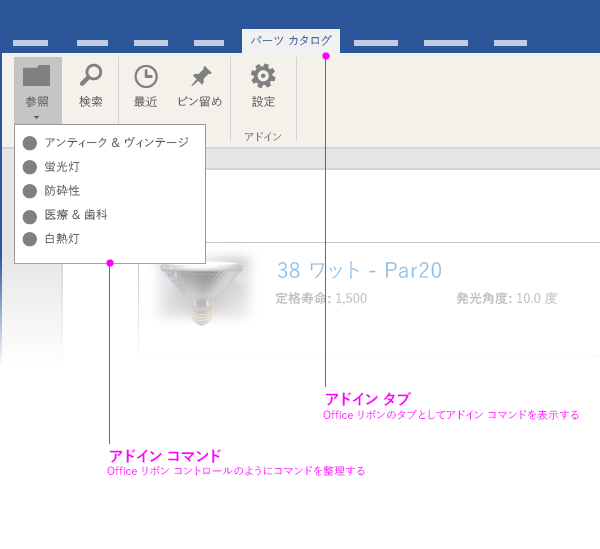 パーツ カタログ
参照
検索
最近
ピン留め
設定
アドイン
アンティーク & ヴィンテージ
蛍光灯
防砕性
医療 & 歯科
白熱灯
38 ワット - Par20
定格寿命: 1,500 発光角度: 10.0 度
アドイン タブ
Office リボンのタブとしてアドイン コマンドを表示する
アドイン コマンド
Office リボン コントロールのようにコマンドを整理する